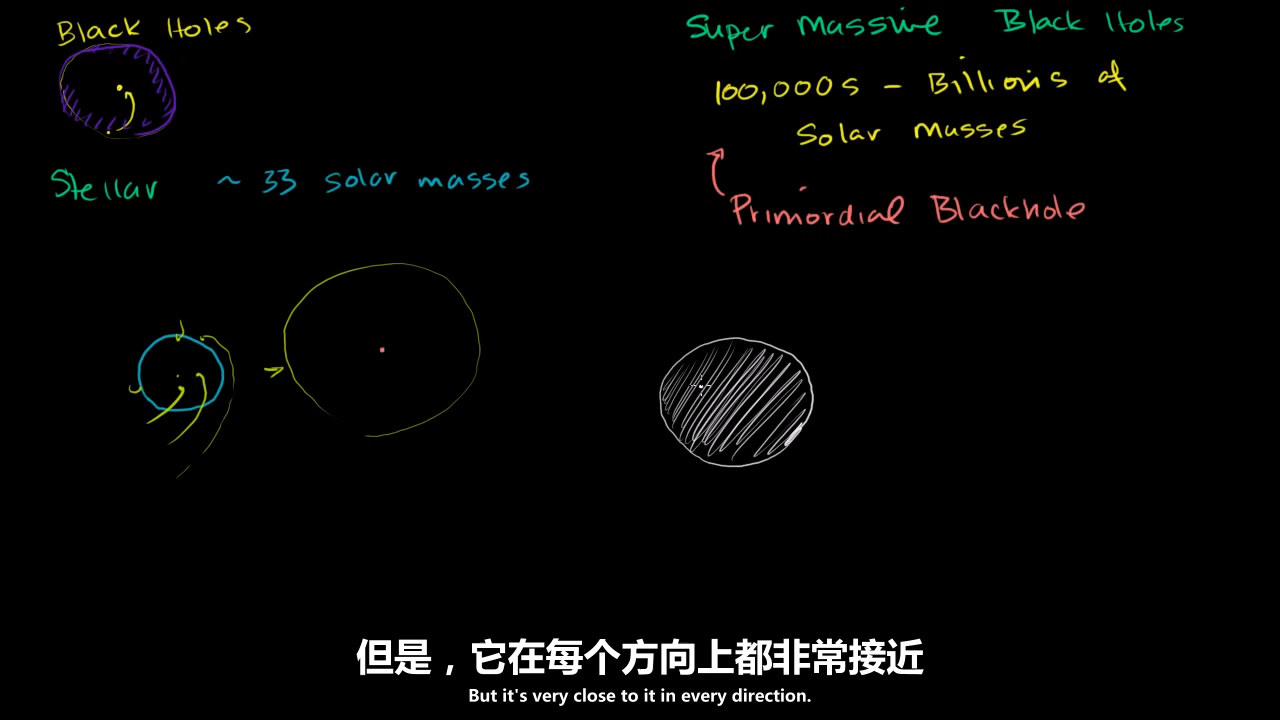 Black Holes
Stellar ~ 33 solar masses
Super Massive Black Holes
100,000s - Billions of
Solar Masses
Primordial Blackhole
但是，它在每个方向上都非常接近
But it's very close to it in every direction.